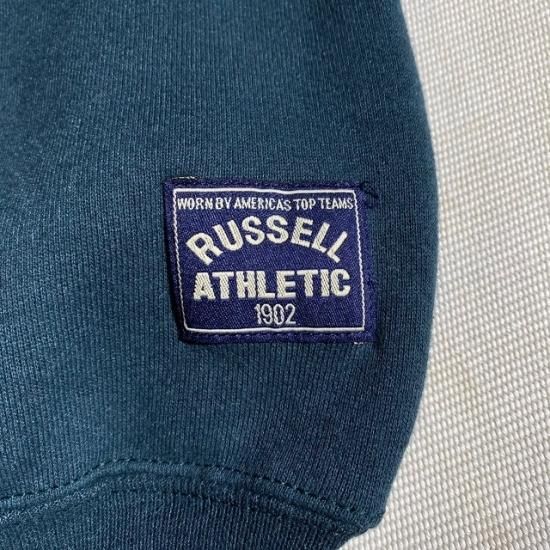 WORN BY AMERICA'S TOP TEAMS
RUSSELL
ATHLETIC
1902